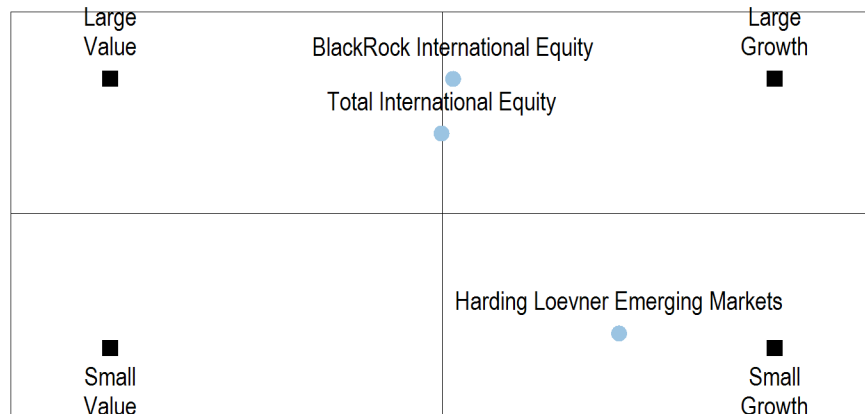 Large
Value
Large
Growth
BlackRock International Equity
Total International Equity
Harding Loevner Emerging Markets
Small
Value
Small
Growth